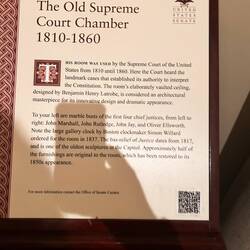 The Old Supreme
Court Chamber
1810-1860
UNITED
STATES
SENATE
THIS ROOM WAS USED by the Supreme Court of the United
States from 1810 until 1860. Here the Court heard the
landmark cases that established its authority to interpret
the Constitution. The room's elaborately vaulted ceiling,
designed by Benjamin Henry Latrobe, is considered an architectural
masterpiece for its innovative design and dramatic appearance.
To your left are marble busts of the first four chief justices, from left to
right: John Marshall, John Rutledge, John Jay, and Oliver Ellsworth.
Note the large gallery clock by Boston clockmaker Simon Willard
ordered for the room in 1837. The bas-relief of Justice dates from 1817,
and is one of the oldest sculptures in the Capitol. Approximately half of
the furnishings are original to the room, which has been restored to its
1850s appearance.
For more information contact the Office of Senate Curator